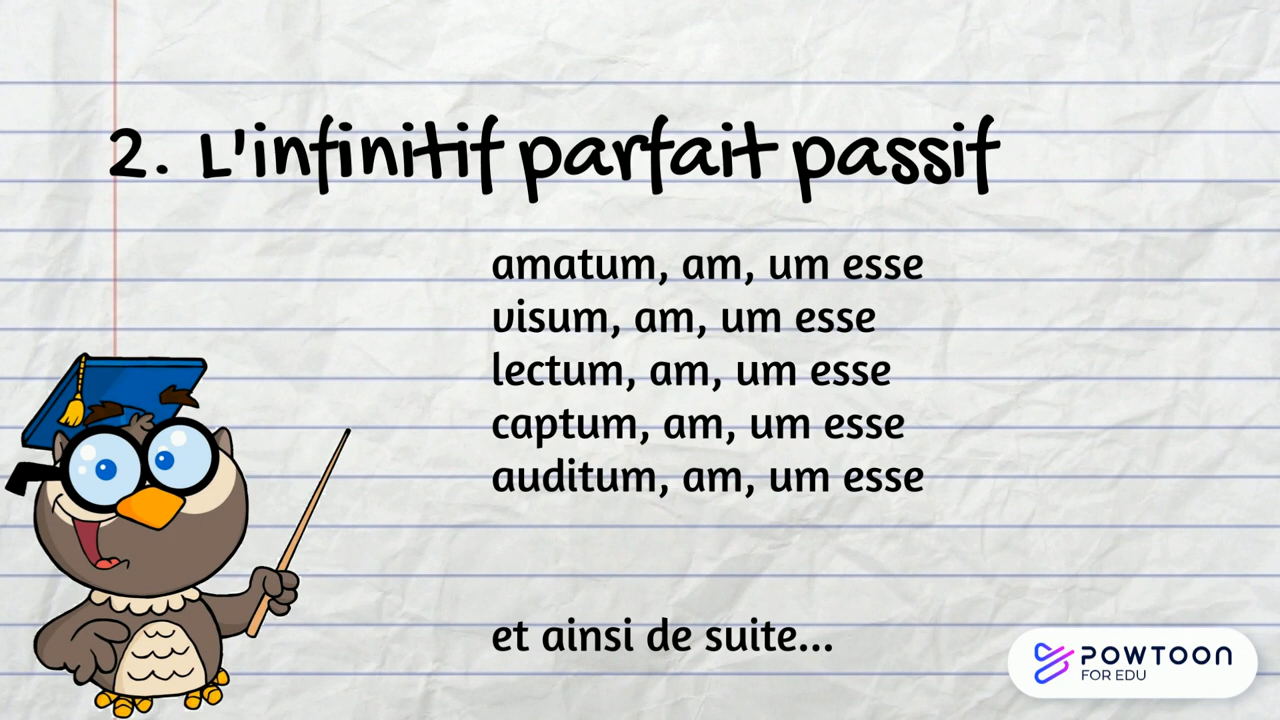 2. L'infinitif parfait passif
amatum, am, um esse
visum, am, um esse
lectum, am, um esse
captum, am, um esse
auditum, am, um esse
et ainsi de suite...
POWTOON
FOR EDU